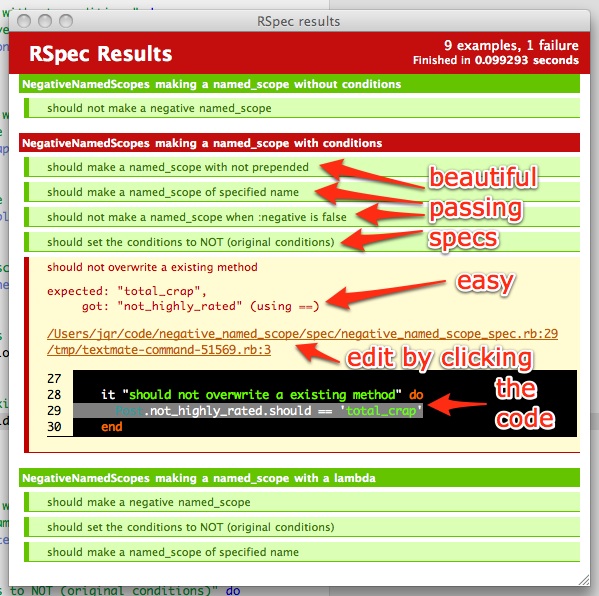 RSpec results
RSpec Results
9 examples, 1 failure
Finished in 0.099293 seconds
NegativeNamedScopes making a named_scope without conditions
should not make a negative named_scope
NegativeNamedScopes making a named_scope with conditions
should make a named_scope with not prepended
should make a named_scope of specified name
should not make a named_scope when :negative is false
should set the conditions to NOT (original conditions)
beautiful
passing
specs
should not overwrite a existing method
expected: "total_crap",
got: "not_highly_rated" (using ==)
easy
/Users/jqr/code/negative_named_scope/spec/negative_named_scope_spec.rb:29
/tmp/textmate-command-51569.rb:3
edit by clicking
the
code
27
28 it "should not overwrite a existing method" do
29 Post.not_highly_rated.should == 'total_crap'
30 end
NegativeNamedScopes making a named_scope with a lambda
should make a negative named_scope
should set the conditions to NOT (original conditions)
should make a named_scope of specified name
s to NOT (original conditions)" do